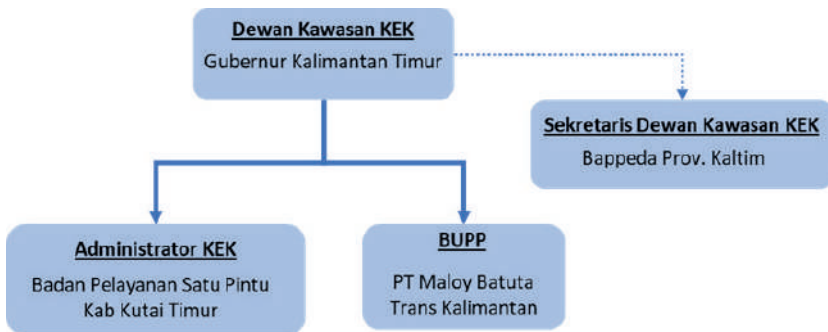 Dewan Kawasan KEK
Gubernur Kalimantan Timur
Sekretaris Dewan Kawasan KEK
Bappeda Prov. Kaltim
Administrator KEK
Badan Pelayanan Satu Pintu
Kab Kutai Timur
BUPP
PT Maloy Batuta
Trans Kalimantan